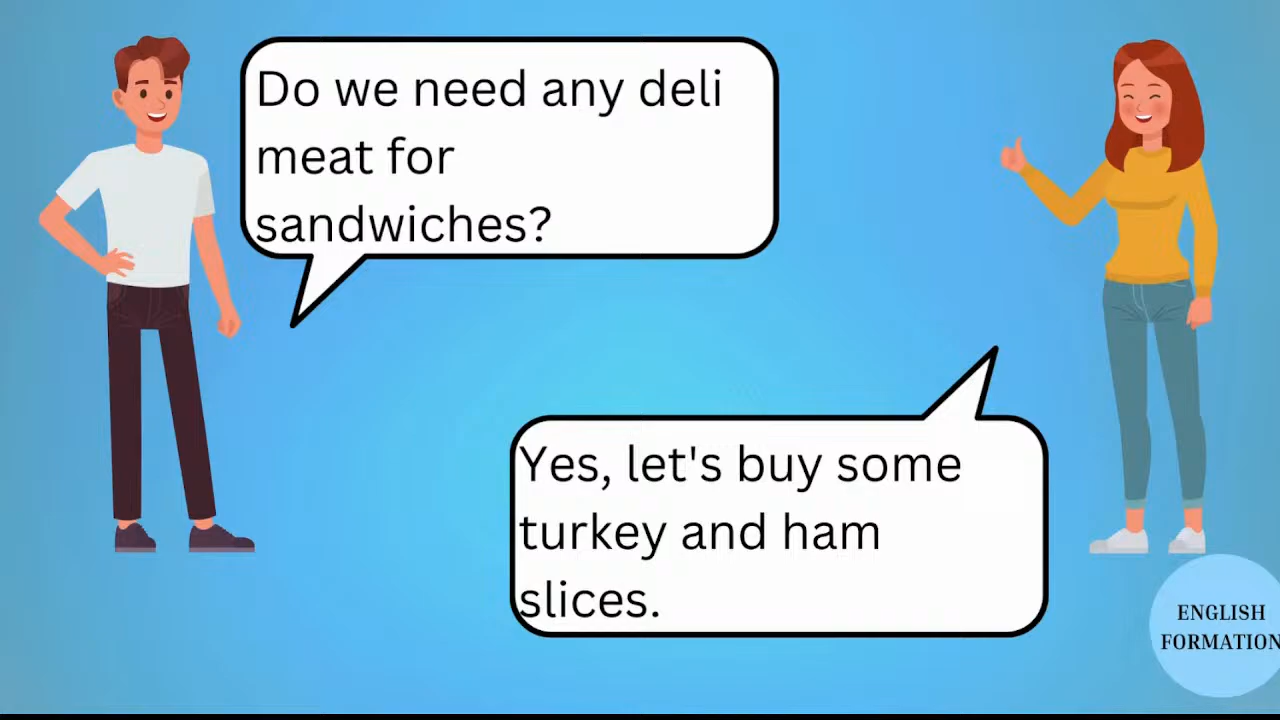 Do we need any deli
meat for
sandwiches?
Yes, let's buy some
turkey and ham
slices.
ENGLISH
FORMATION